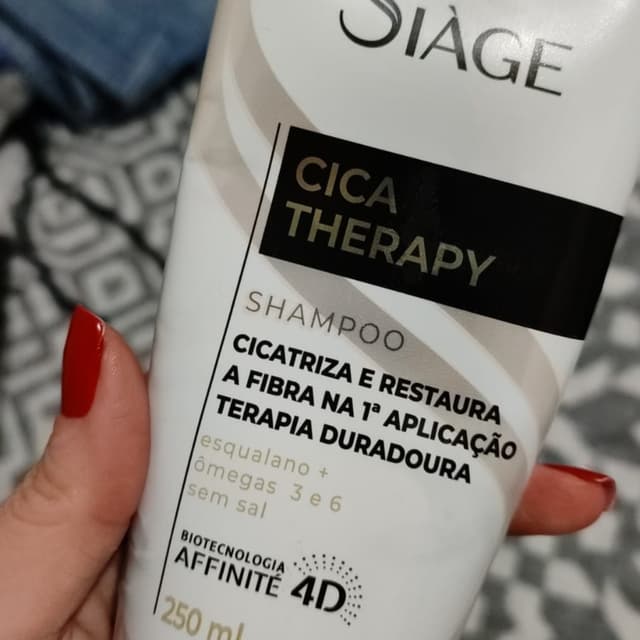 SIÀGE
CICA
THERAPY
SHAMPOO
CICATRIZA E RESTAURA
A FIBRA NA 1ª APLICAÇÃO
TERAPIA DURADOURA
esqualano +
ômegas 3 e 6
sem sal
BIOTECNOLOGIA
AFFINITÉ 4D
250 ml